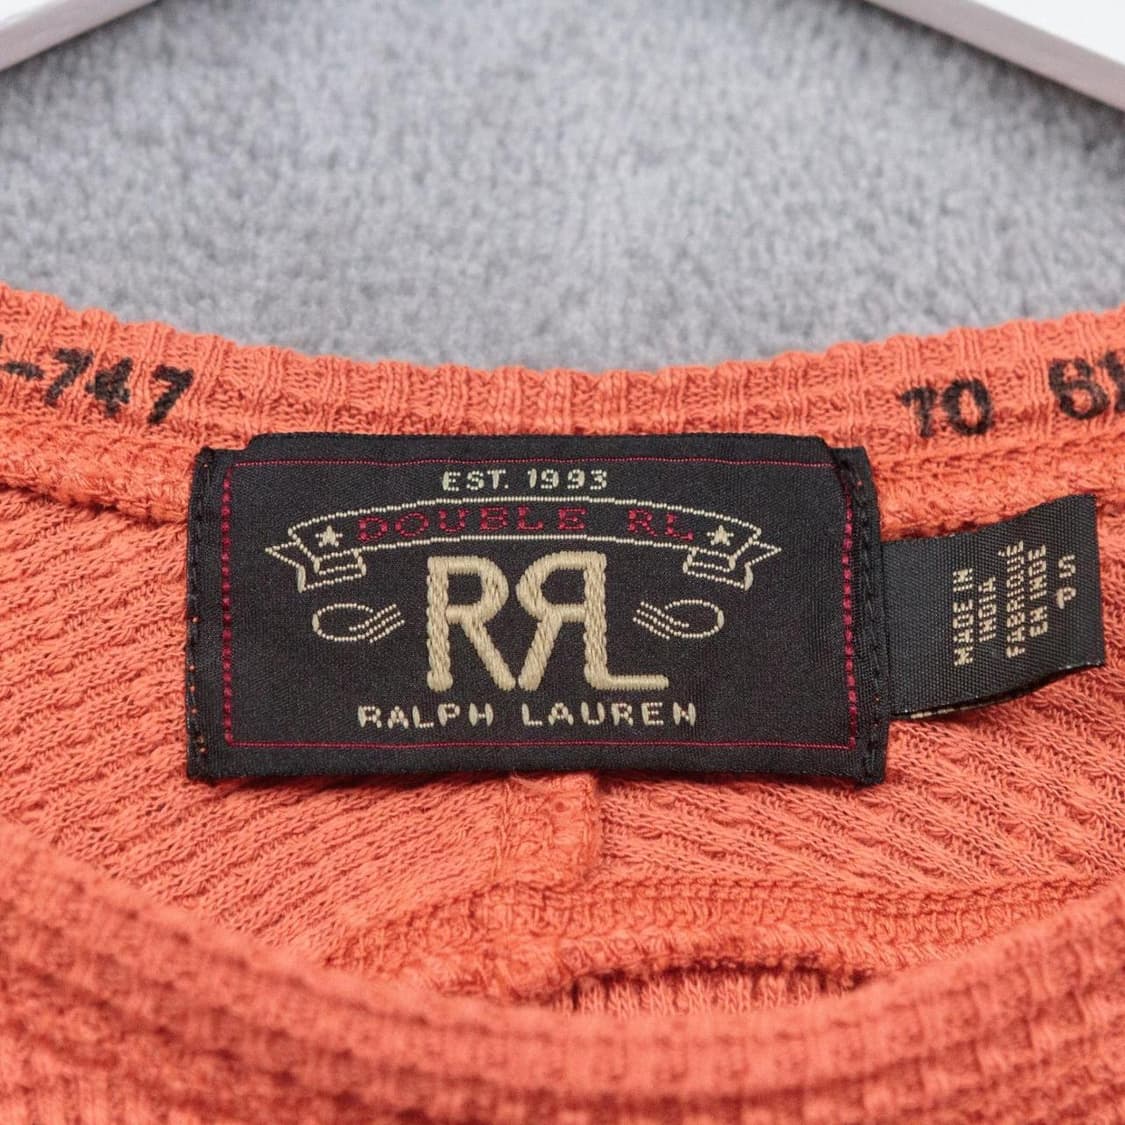 -747
TO
EST. 1993
DOUBLE RL
RRL
RALPH LAUREN
MADE IN
INDIA
FABRIQUÉ
EN INDE